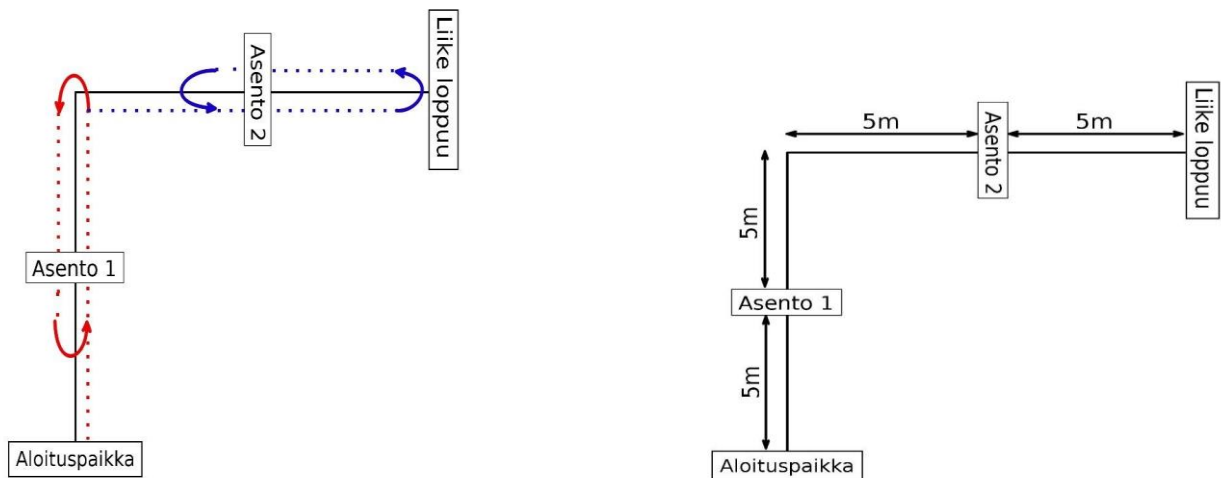 Asento 2
Liike loppuu
Asento 1
Aloituspaikka
5m
5m
Asento 2
Liike loppuu
5m
Asento 1
5m
Aloituspaikka